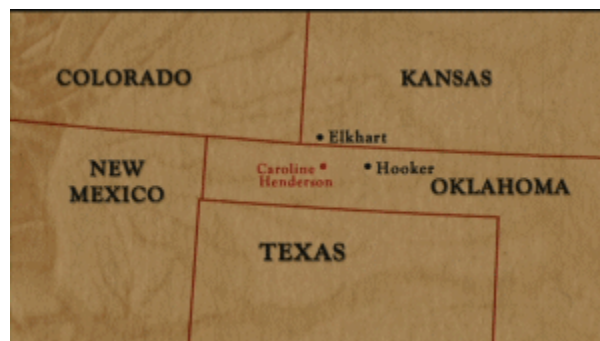 COLORADO
KANSAS
Elkhart
NEW
MEXICO
Caroline
Henderson
Hooker
OKLAHOMA
TEXAS